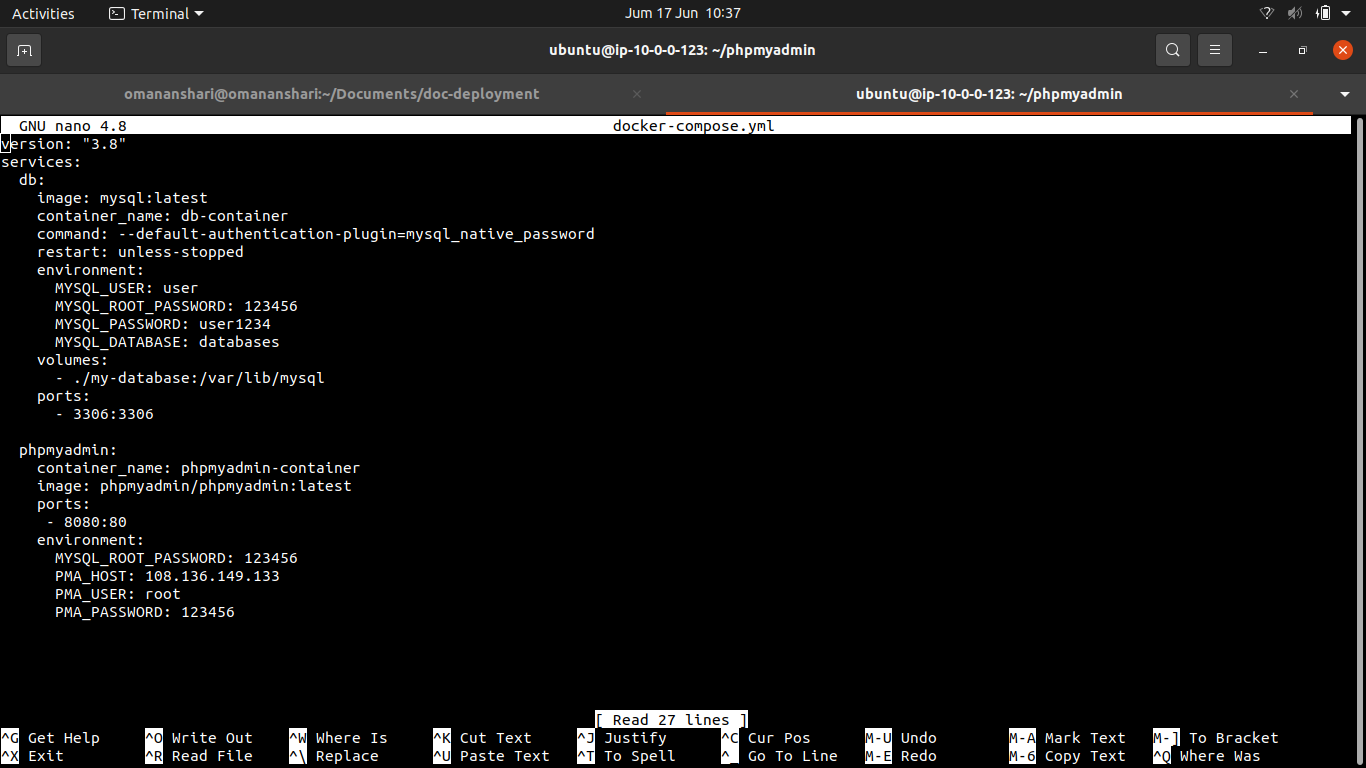 Activities Terminal Jum 17 Jun 10:37
ubuntu@ip-10-0-0-123: ~/phpmyadmin
omananshari@omananshari:~/Documents/doc-deployment ubuntu@ip-10-0-0-123: ~/phpmyadmin
GNU nano 4.8 docker-compose.yml
version: "3.8"
services:
  db:
    image: mysql:latest
    container_name: db-container
    command: --default-authentication-plugin=mysql_native_password
    restart: unless-stopped
    environment:
      MYSQL_USER: user
      MYSQL_ROOT_PASSWORD: 123456
      MYSQL_PASSWORD: user1234
      MYSQL_DATABASE: databases
    volumes:
      - ./my-database:/var/lib/mysql
    ports:
      - 3306:3306
  phpmyadmin:
    container_name: phpmyadmin-container
    image: phpmyadmin/phpmyadmin:latest
    ports:
     - 8080:80
    environment:
      MYSQL_ROOT_PASSWORD: 123456
      PMA_HOST: 108.136.149.133
      PMA_USER: root
      PMA_PASSWORD: 123456
[ Read 27 lines ]
^G Get Help ^O Write Out ^W Where Is ^K Cut Text ^J Justify ^C Cur Pos M-U Undo M-A Mark Text M-] To Bracket
^X Exit ^R Read File ^\ Replace ^U Paste Text ^T To Spell ^_ Go To Line M-E Redo M-6 Copy Text ^Q Where Was